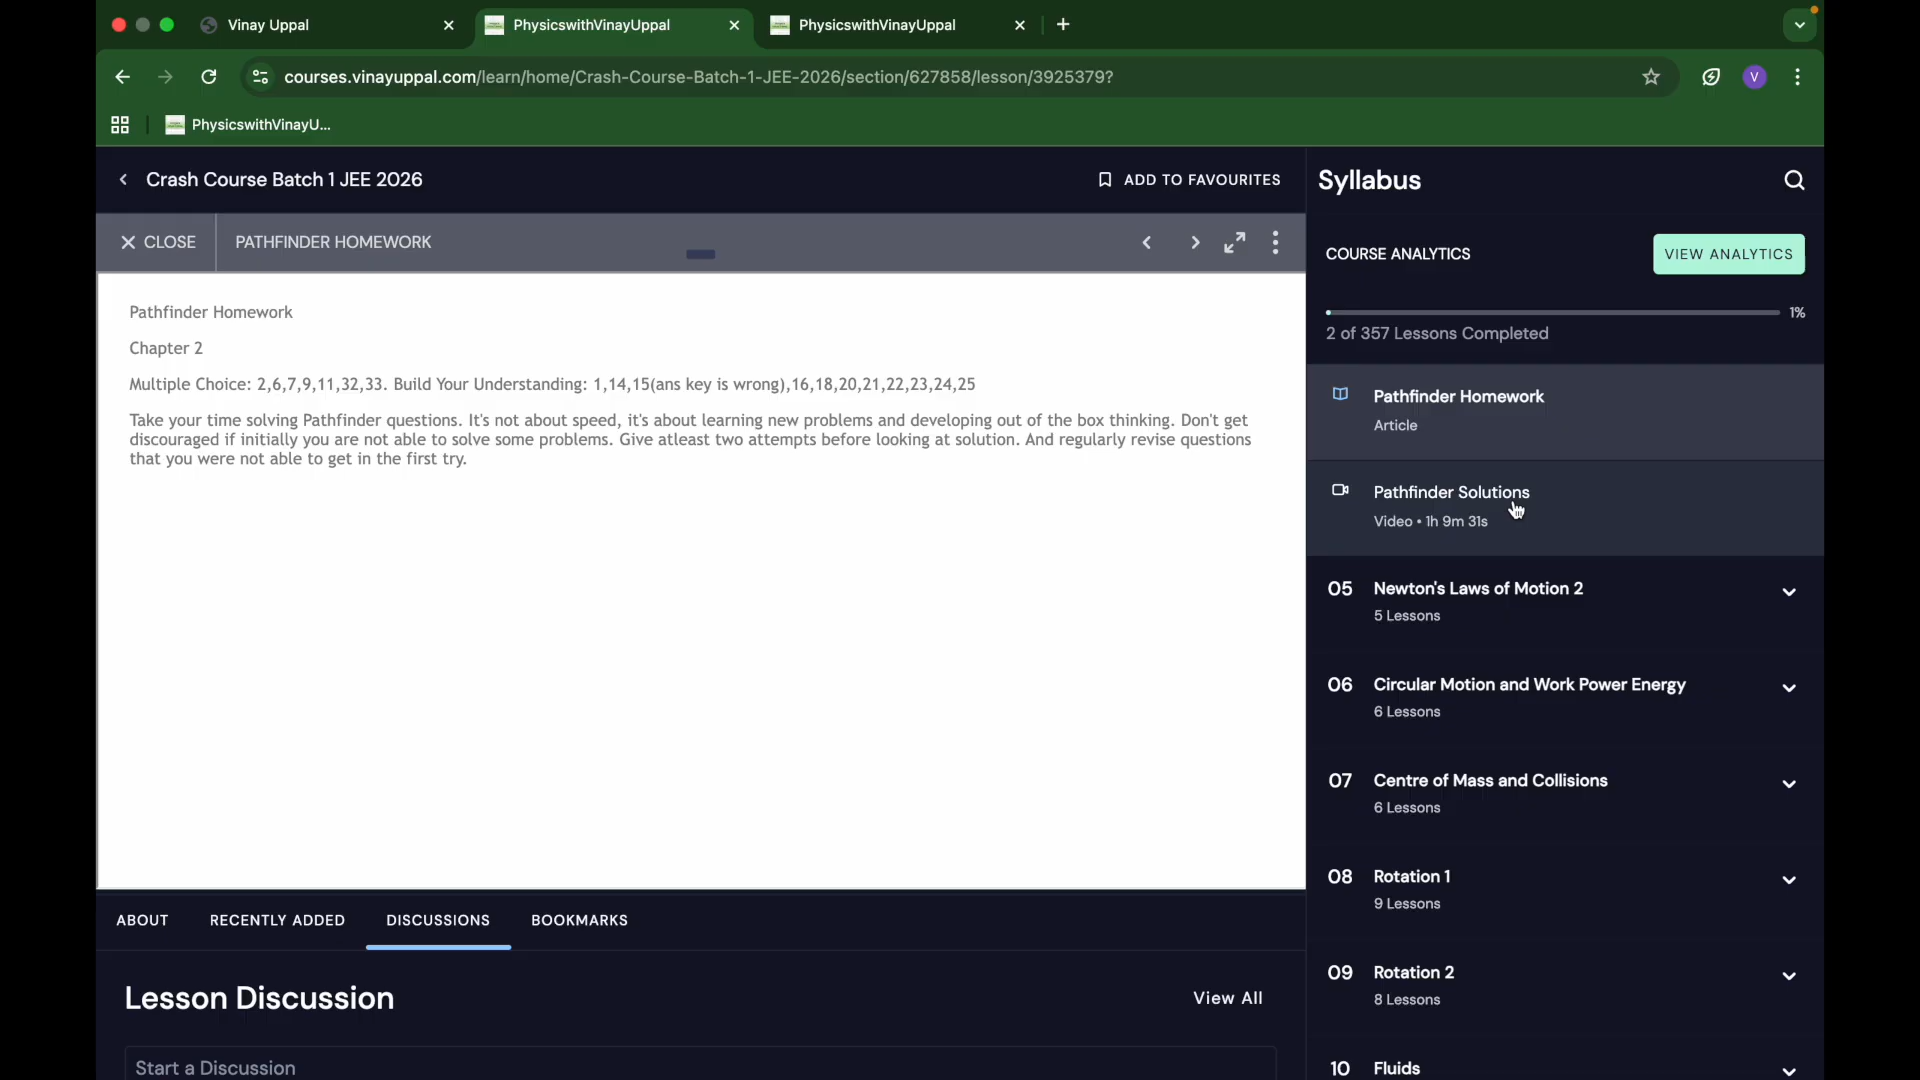 Vinay Uppal
PhysicswithVinayUppal
PhysicswithVinayUppal
courses.vinayuppal.com/learn/home/Crash-Course-Batch-1-JEE-2026/section/627858/lesson/3925379?
V
PhysicswithVinayU...
Crash Course Batch 1 JEE 2026
ADD TO FAVOURITES
CLOSE
PATHFINDER HOMEWORK
Pathfinder Homework
Chapter 2
Multiple Choice: 2,6,7,9,11,32,33. Build Your Understanding: 1,14,15(ans key is wrong),16,18,20,21,22,23,24,25
Take your time solving Pathfinder questions. It's not about speed, it's about learning new problems and developing out of the box thinking. Don't get
discouraged if initially you are not able to solve some problems. Give atleast two attempts before looking at solution. And regularly revise questions
that you were not able to get in the first try.
ABOUT
RECENTLY ADDED
DISCUSSIONS
BOOKMARKS
Lesson Discussion
View All
Start a Discussion
Syllabus
COURSE ANALYTICS
VIEW ANALYTICS
1%
2 of 357 Lessons Completed
Pathfinder Homework
Article
Pathfinder Solutions
Video • 1h 9m 31s
05 Newton's Laws of Motion 2
5 Lessons
06 Circular Motion and Work Power Energy
6 Lessons
07 Centre of Mass and Collisions
6 Lessons
08 Rotation 1
9 Lessons
09 Rotation 2
8 Lessons
10 Fluids